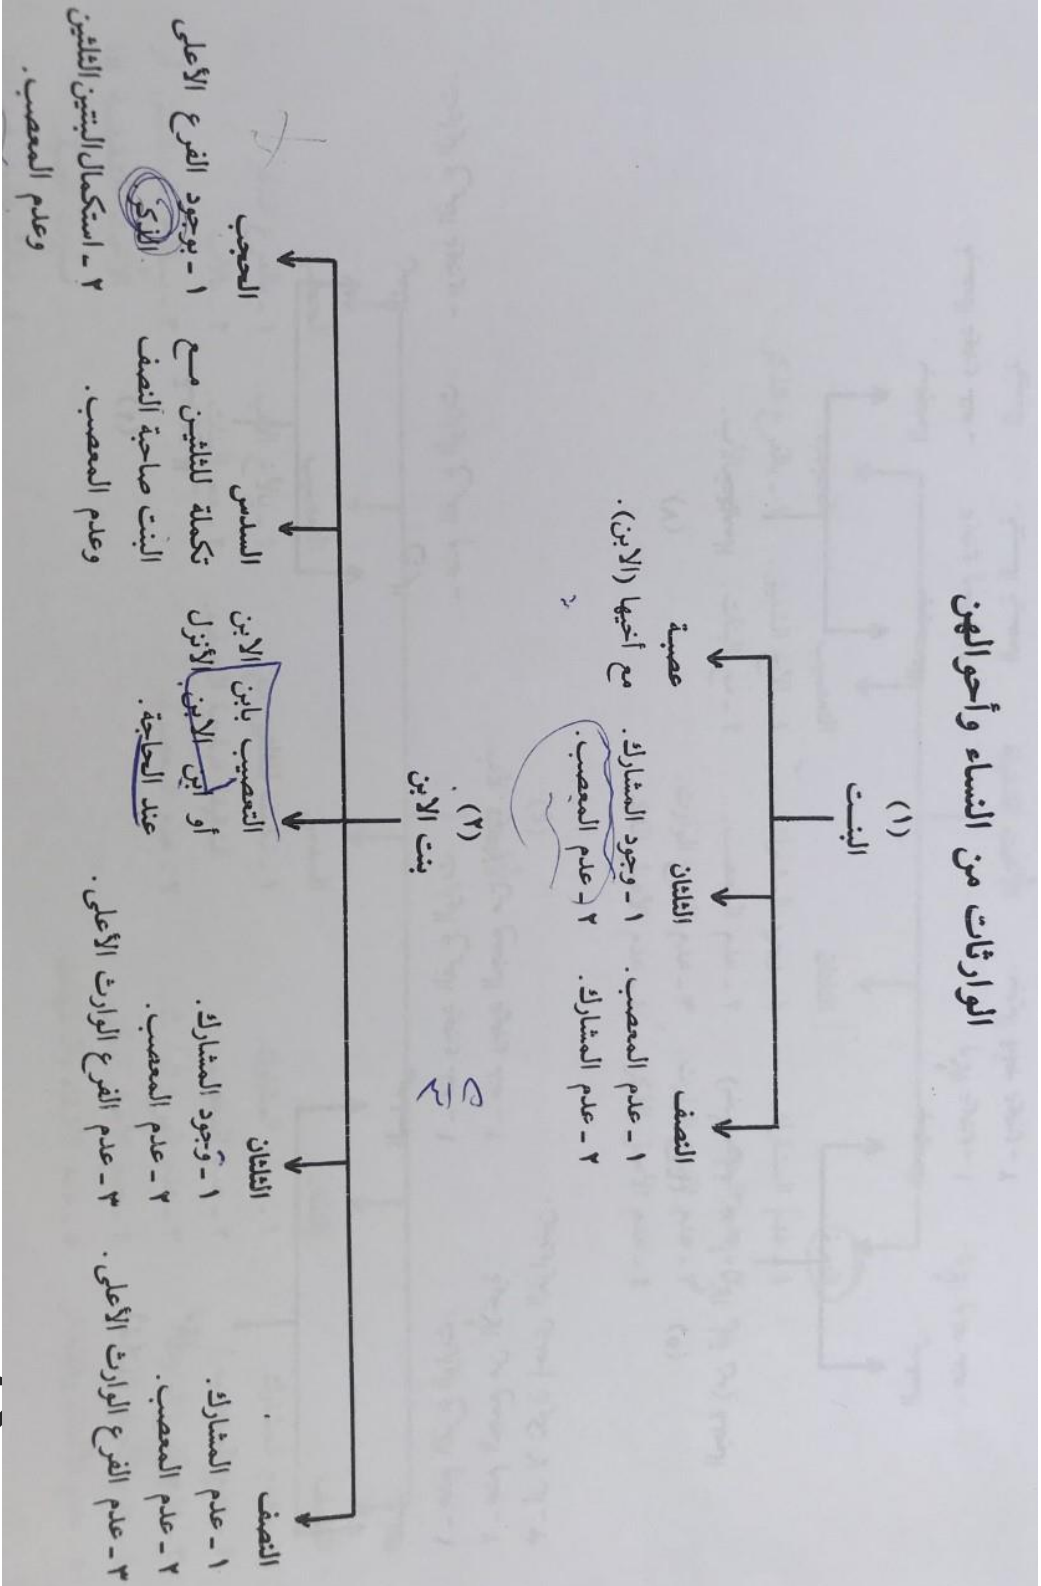 الوارثات من النساء وأحوالهن
(١)
البنت
النصف
١ - عدم المعصب.
٢ - عدم المشارك.
الثلثان
١ - وجود المشارك.
٢ - عدم المعصب.
عصبة
مع أخيها (الابن).
(٢)
بنت الابن
النصف
١ - عدم المشارك.
٢ - عدم المعصب.
٣ - عدم الفرع الوارث الأعلى.
الثلثان
١ - وجود المشارك.
٢ - عدم المعصب.
٣ - عدم الفرع الوارث الأعلى.
التعصيب بابن الابن
أو ابن الابن الأنزل
عند الحاجة.
السدس
تكملة للثلثين مع
البنت صاحبة النصف
وعدم المعصب.
الحجب
١ - بوجود الفرع الأعلى
الذكر.
٢ - استكمال البنتين الثلثين
وعدم المعصب.